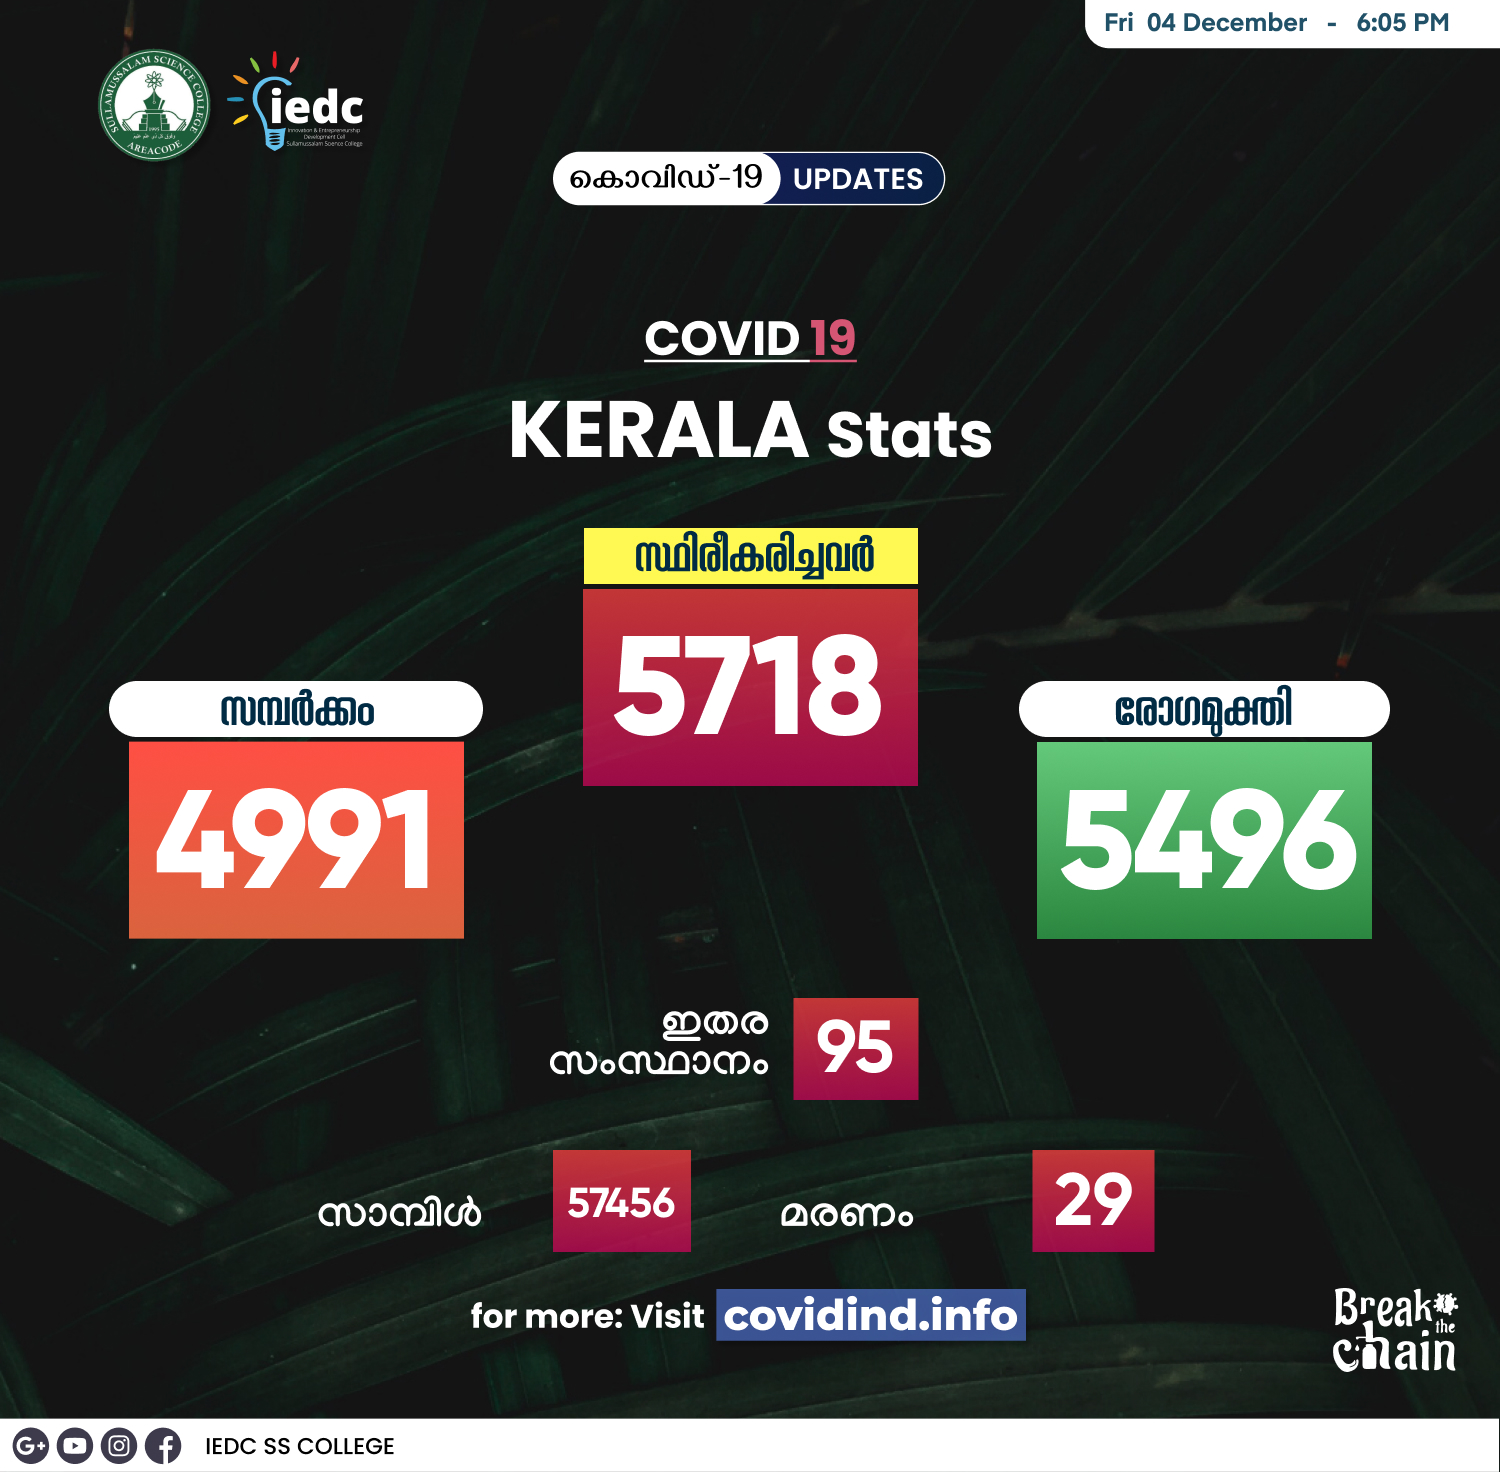 Fri 04 December - 6:05 PM
SULLAMUSSALAM SCIENCE COLLEGE
1995
AREACODE
iedc
Innovation & Entrepreneurship
Development Cell
Sullamussalam Science College
കൊവിഡ്-19 UPDATES
COVID 19
KERALA Stats
സ്ഥിരീകരിച്ചവർ
5718
സമ്പർക്കം
4991
രോഗമുക്തി
5496
ഇതര
സംസ്ഥാനം
95
സാമ്പിൾ 57456
മരണം 29
for more: Visit covidind.info
Break
the
chain
G+
IEDC SS COLLEGE